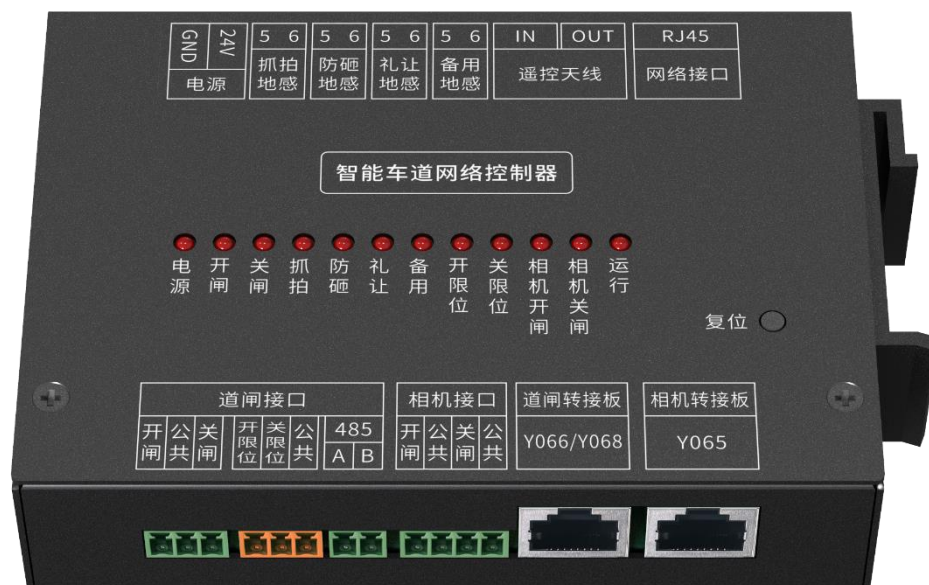 GND 24V 5 6 5 6 5 6 5 6 IN OUT RJ45
电源 抓拍地感 防砸地感 礼让地感 备用地感 遥控天线 网络接口
智能车道网络控制器
电源 开闸 关闸 抓拍 防砸 礼让 备用 开限位 关限位 相机开闸 相机关闸 运行
复位
道闸接口 相机接口 道闸转接板 相机转接板
开闸 公共 关闸 开限位 关限位 公共 485 开闸 公共 关闸 公共 Y066/Y068 Y065
A B